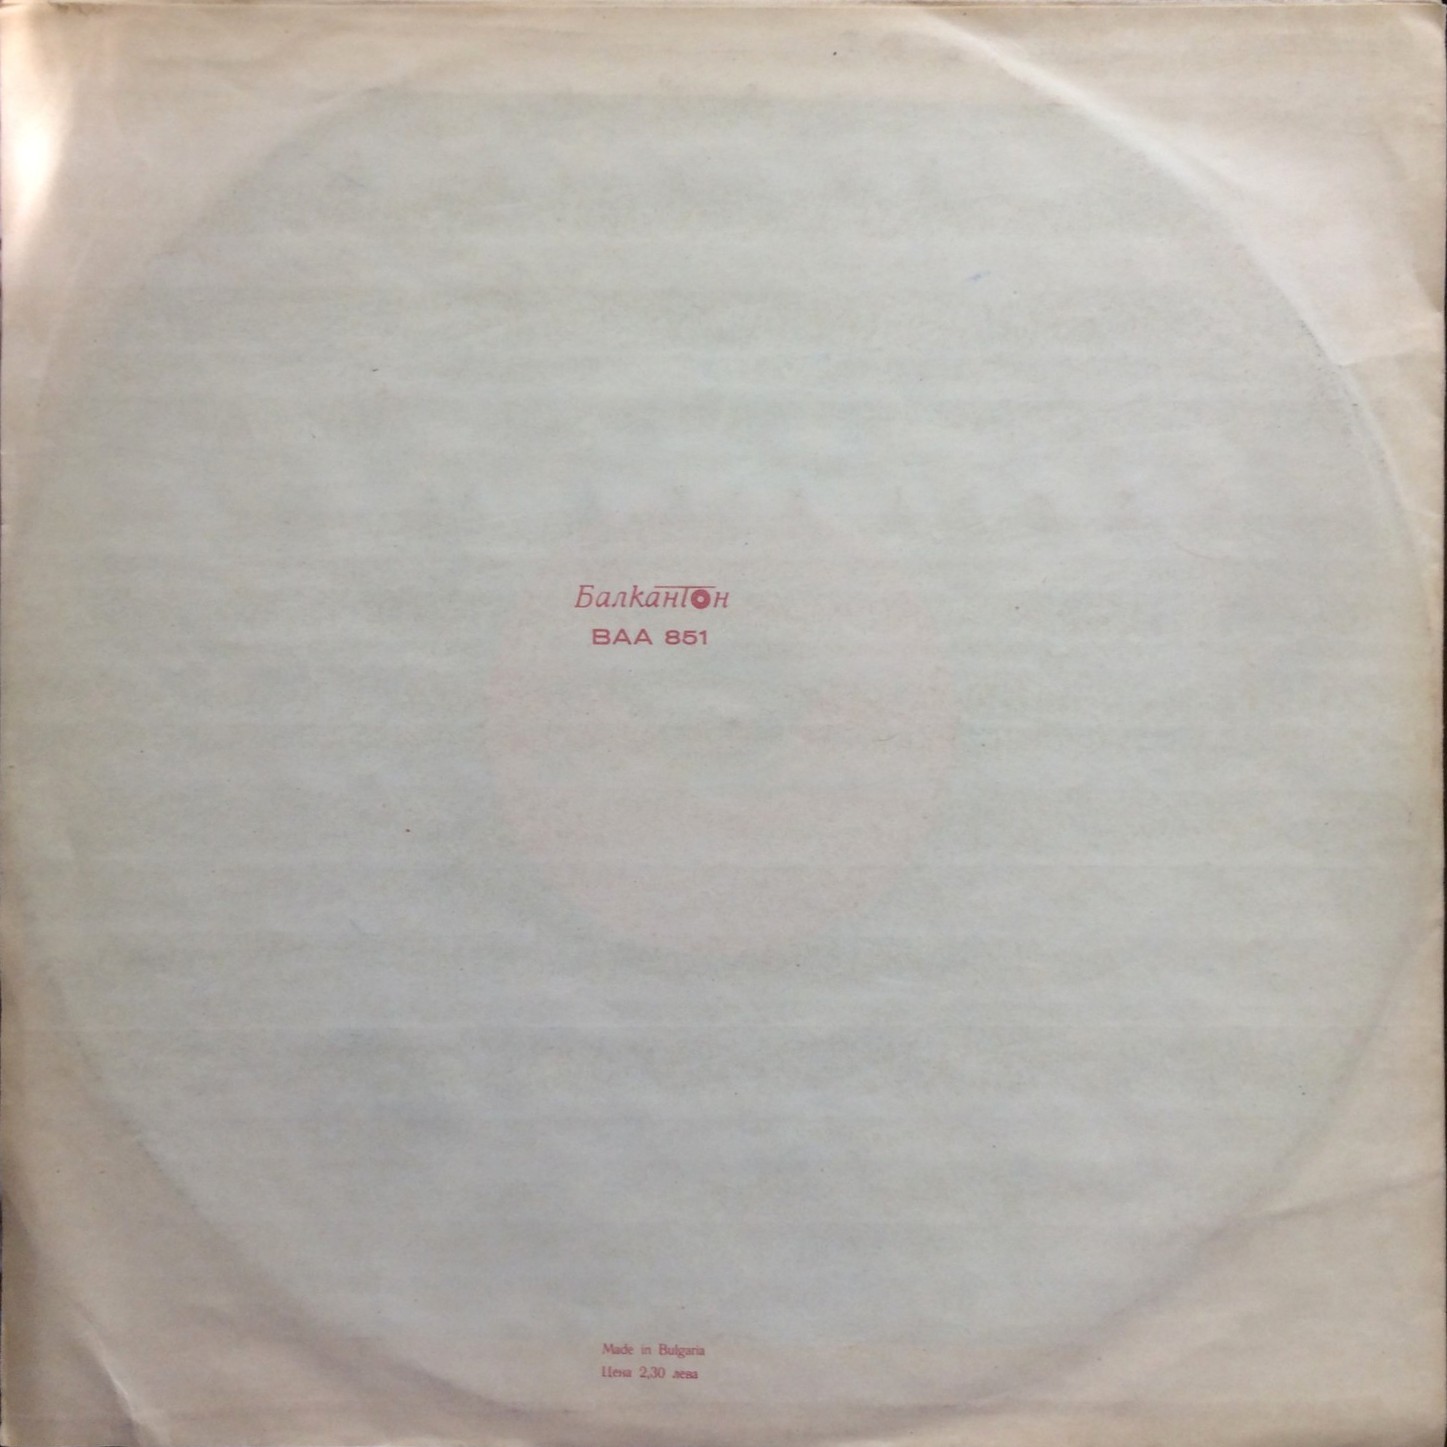 Балкантон
ВАА 851
Made in Bulgaria
Цена 2,30 лева